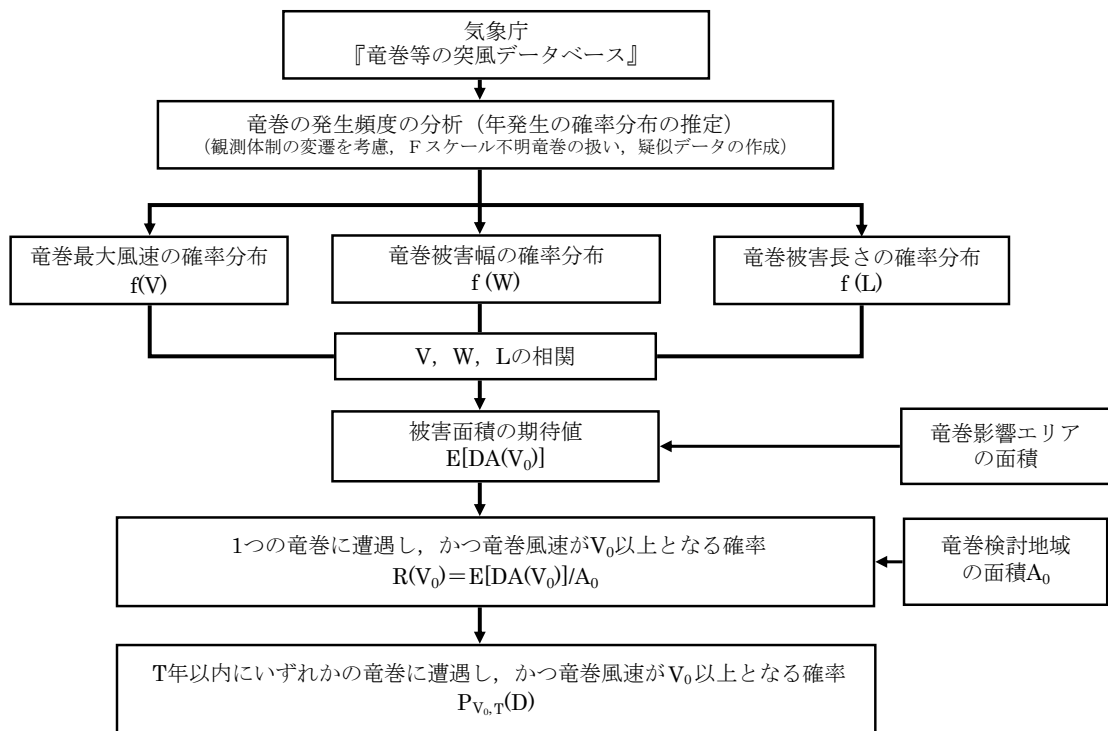 気象庁
『竜巻等の突風データベース』
竜巻の発生頻度の分析（年発生の確率分布の推定）
（観測体制の変遷を考慮，Ｆスケール不明竜巻の扱い，疑似データの作成）
竜巻最大風速の確率分布
f(V)
竜巻被害幅の確率分布
f (W)
竜巻被害長さの確率分布
f (L)
V，W，Lの相関
被害面積の期待値
E[DA(V₀)]
竜巻影響エリア
の面積
1つの竜巻に遭遇し，かつ竜巻風速がV₀以上となる確率
R(V₀)＝E[DA(V₀)]/A₀
竜巻検討地域
の面積A₀
T年以内にいずれかの竜巻に遭遇し，かつ竜巻風速がV₀以上となる確率
P_{V₀,T}(D)